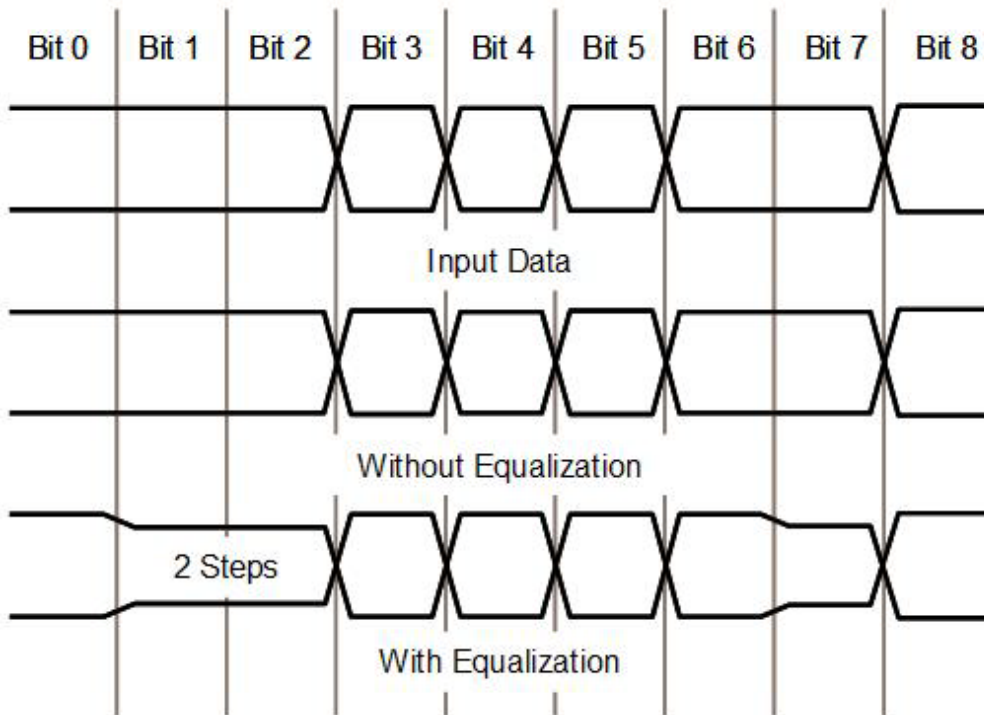 Bit 0 Bit 1 Bit 2 Bit 3 Bit 4 Bit 5 Bit 6 Bit 7 Bit 8
Input Data
Without Equalization
2 Steps
With Equalization